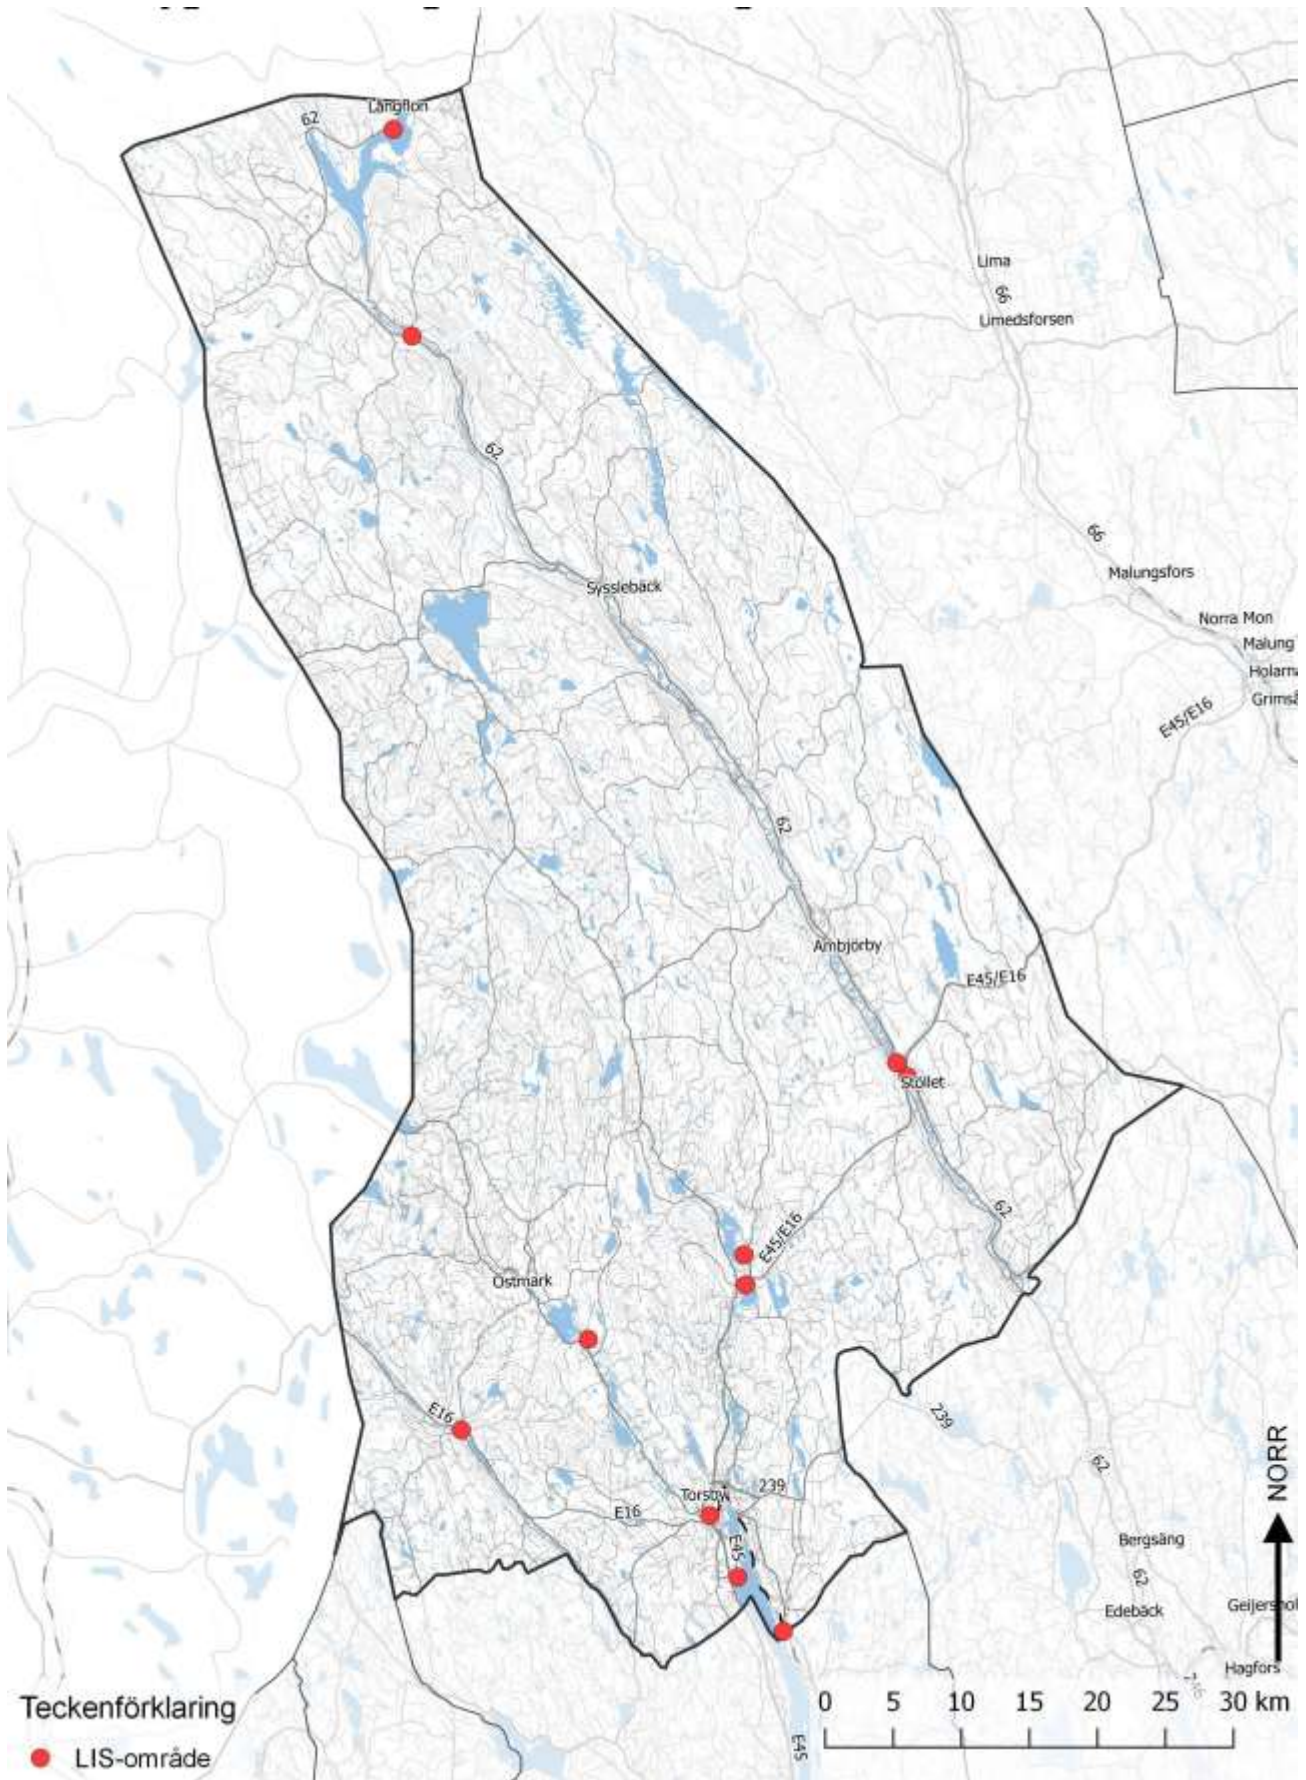 Långflon
62
Lima
66
Limedsforsen
62
66
Sysslebäck
Malungsfors
Norra Mon
Malung
E45/E16
62
Ambjörby
E45/E16
Stöllet
62
E45/E16
Östmark
E16
239
62
239
E16
E45
NORR
Bergsäng
62
Edebäck
Hagfors
246
E45
Teckenförklaring
0 5 10 15 20 25 30 km
LIS-område